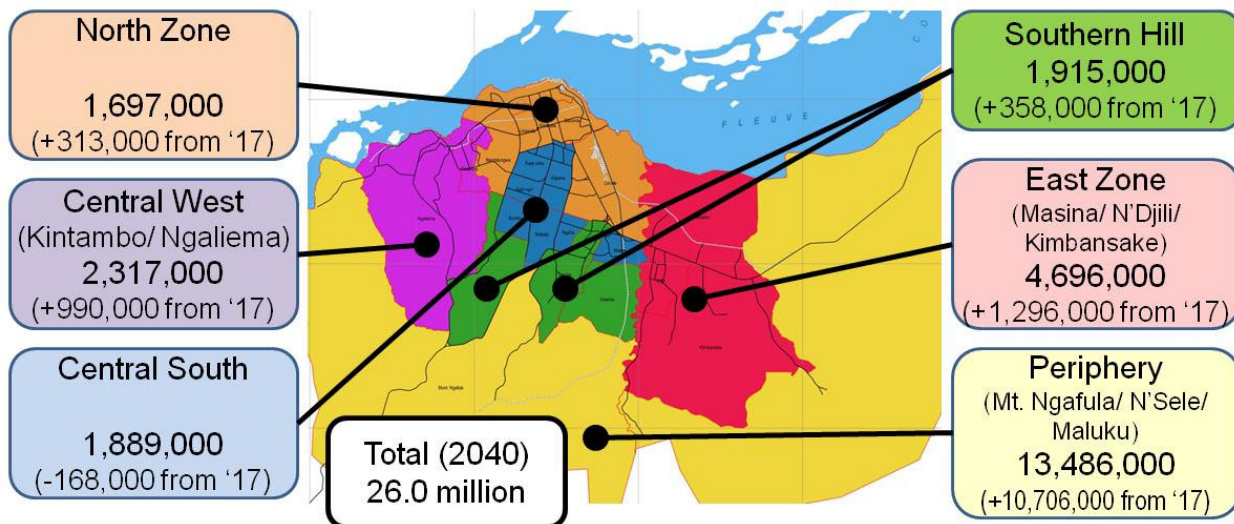 North Zone
1,697,000
(+313,000 from ‘17)
Central West
(Kintambo/ Ngaliema)
2,317,000
(+990,000 from ‘17)
Central South
1,889,000
(-168,000 from ‘17)
FLEUVE
Total (2040)
26.0 million
Southern Hill
1,915,000
(+358,000 from ‘17)
East Zone
(Masina/ N’Djili/
Kimbansake)
4,696,000
(+1,296,000 from ‘17)
Periphery
(Mt. Ngafula/ N’Sele/
Maluku)
13,486,000
(+10,706,000 from ‘17)